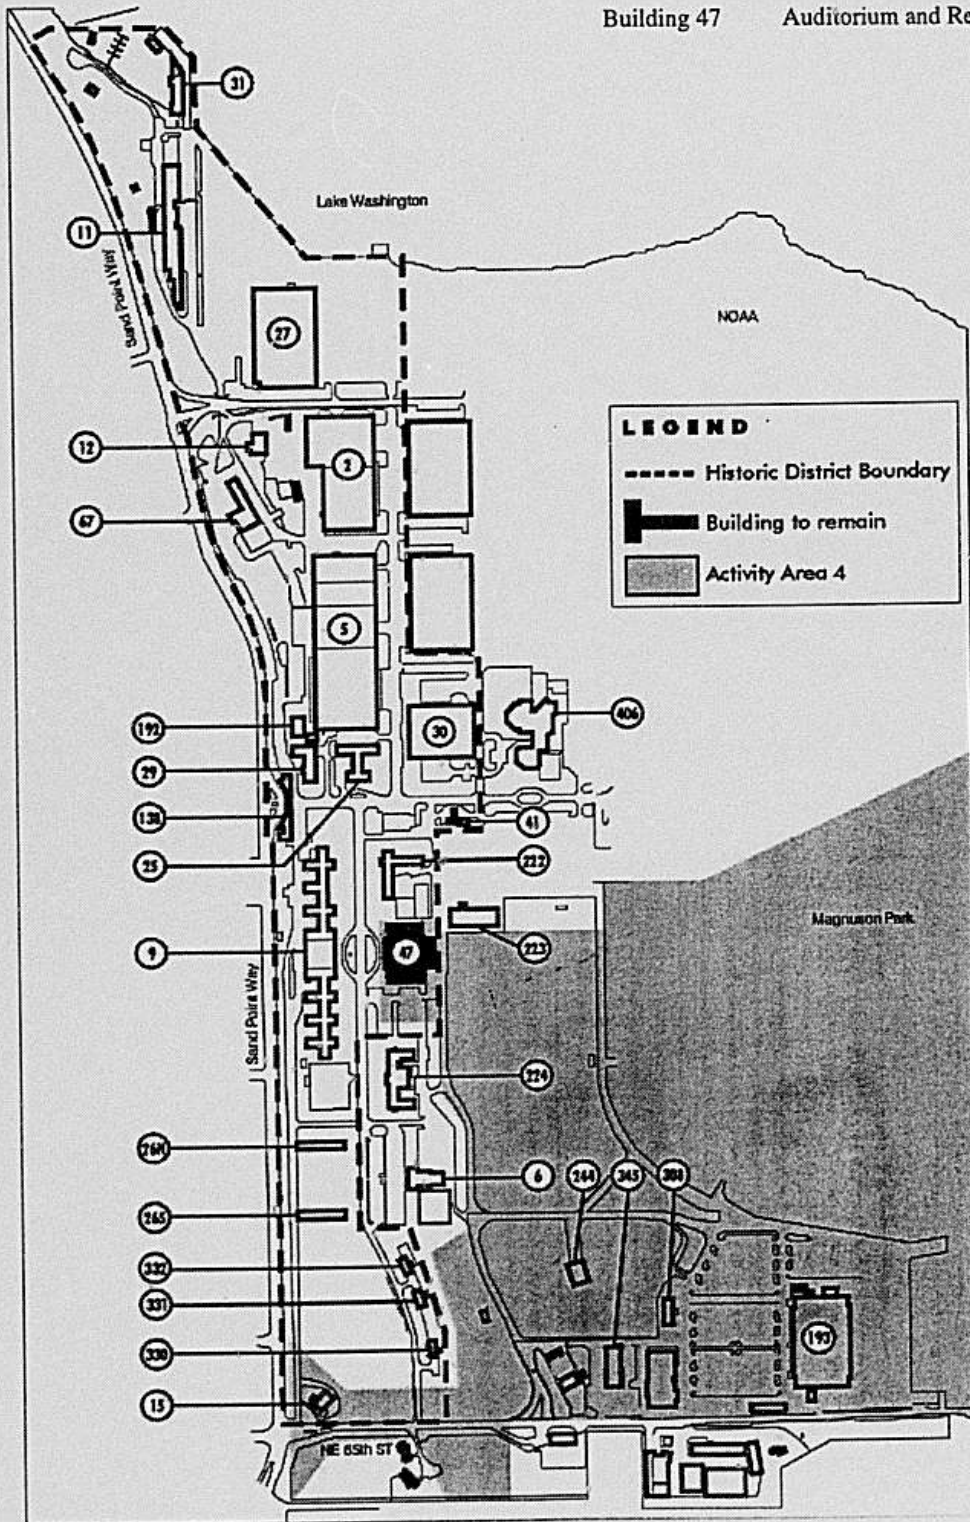 Building 47 Auditorium and Re
31
Lake Washington
11
Sand Point Way
NOAA
27
LEGEND
Historic District Boundary
Building to remain
Activity Area 4
12
2
67
5
406
192
30
29
138
41
25
222
Magnuson Park
9
47
223
Sand Point Way
224
26N
6
244
345
308
265
332
331
193
330
15
NE 65th ST